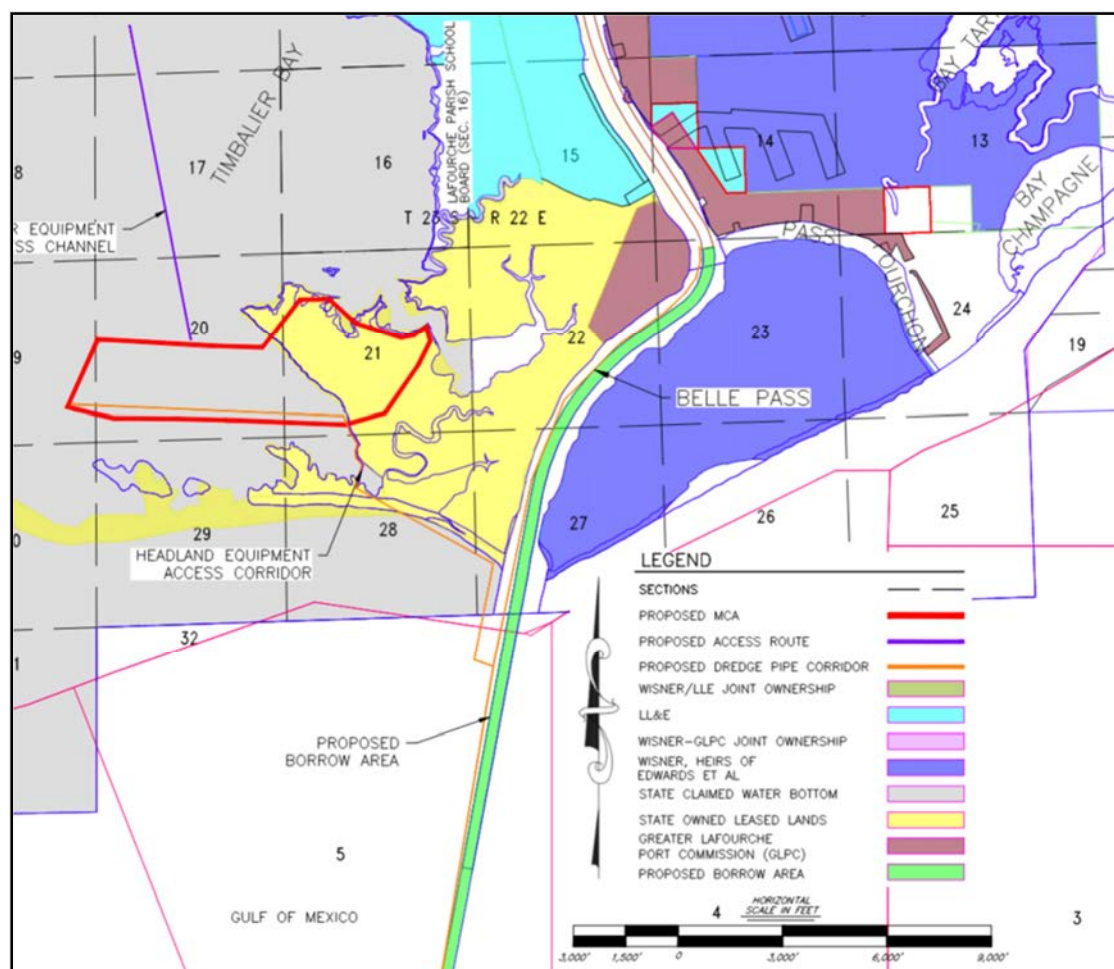 BAY TAR
TIMBALIER BAY
LAFOURCHE PARISH SCHOOL
BOARD (SEC. 16)
8
17
16
15
14
13
T 23 S
R 22 E
R EQUIPMENT
SS CHANNEL
BAY
CHAMPAGNE
PASS
FOURCHON
20
21
22
23
24
19
9
BELLE PASS
29
28
27
26
25
0
HEADLAND EQUIPMENT
ACCESS CORRIDOR
32
1
PROPOSED
BORROW AREA
5
GULF OF MEXICO
4
3
LEGEND
SECTIONS
PROPOSED MCA
PROPOSED ACCESS ROUTE
PROPOSED DREDGE PIPE CORRIDOR
WISNER/LLE JOINT OWNERSHIP
LL&E
WISNER-GLPC JOINT OWNERSHIP
WISNER, HEIRS OF
EDWARDS ET AL
STATE CLAIMED WATER BOTTOM
STATE OWNED LEASED LANDS
GREATER LAFOURCHE
PORT COMMISSION (GLPC)
PROPOSED BORROW AREA
HORIZONTAL
SCALE IN FEET
3,000' 1,500' 0 3,000' 6,000' 9,000'